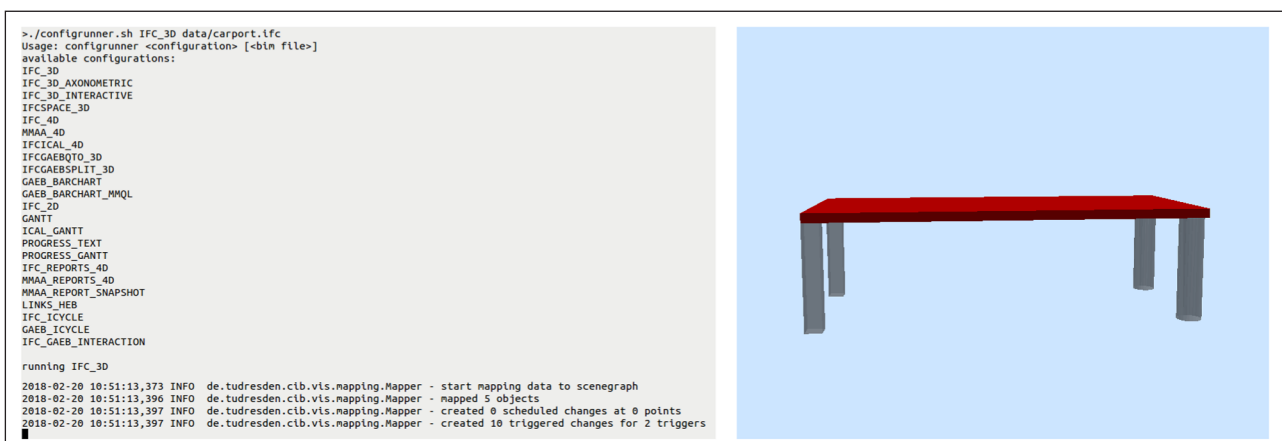 >./configrunner.sh IFC_3D data/carport.ifc
Usage: configrunner <configuration> [<bim file>]
available configurations:
IFC_3D
IFC_3D_AXONOMETRIC
IFC_3D_INTERACTIVE
IFCSPACE_3D
IFC_4D
MMAA_4D
IFCICAL_4D
IFCGAEBQTO_3D
IFCGAEBSPLIT_3D
GAEB_BARCHART
GAEB_BARCHART_MMQL
IFC_2D
GANTT
ICAL_GANTT
PROGRESS_TEXT
PROGRESS_GANTT
IFC_REPORTS_4D
MMAA_REPORTS_4D
MMAA_REPORT_SNAPSHOT
LINKS_HEB
IFC_ICYCLE
GAEB_ICYCLE
IFC_GAEB_INTERACTION
running IFC_3D
2018-02-20 10:51:13,373 INFO  de.tudresden.cib.vis.mapping.Mapper - start mapping data to scenegraph
2018-02-20 10:51:13,396 INFO  de.tudresden.cib.vis.mapping.Mapper - mapped 5 objects
2018-02-20 10:51:13,397 INFO  de.tudresden.cib.vis.mapping.Mapper - created 0 scheduled changes at 0 points
2018-02-20 10:51:13,397 INFO  de.tudresden.cib.vis.mapping.Mapper - created 10 triggered changes for 2 triggers